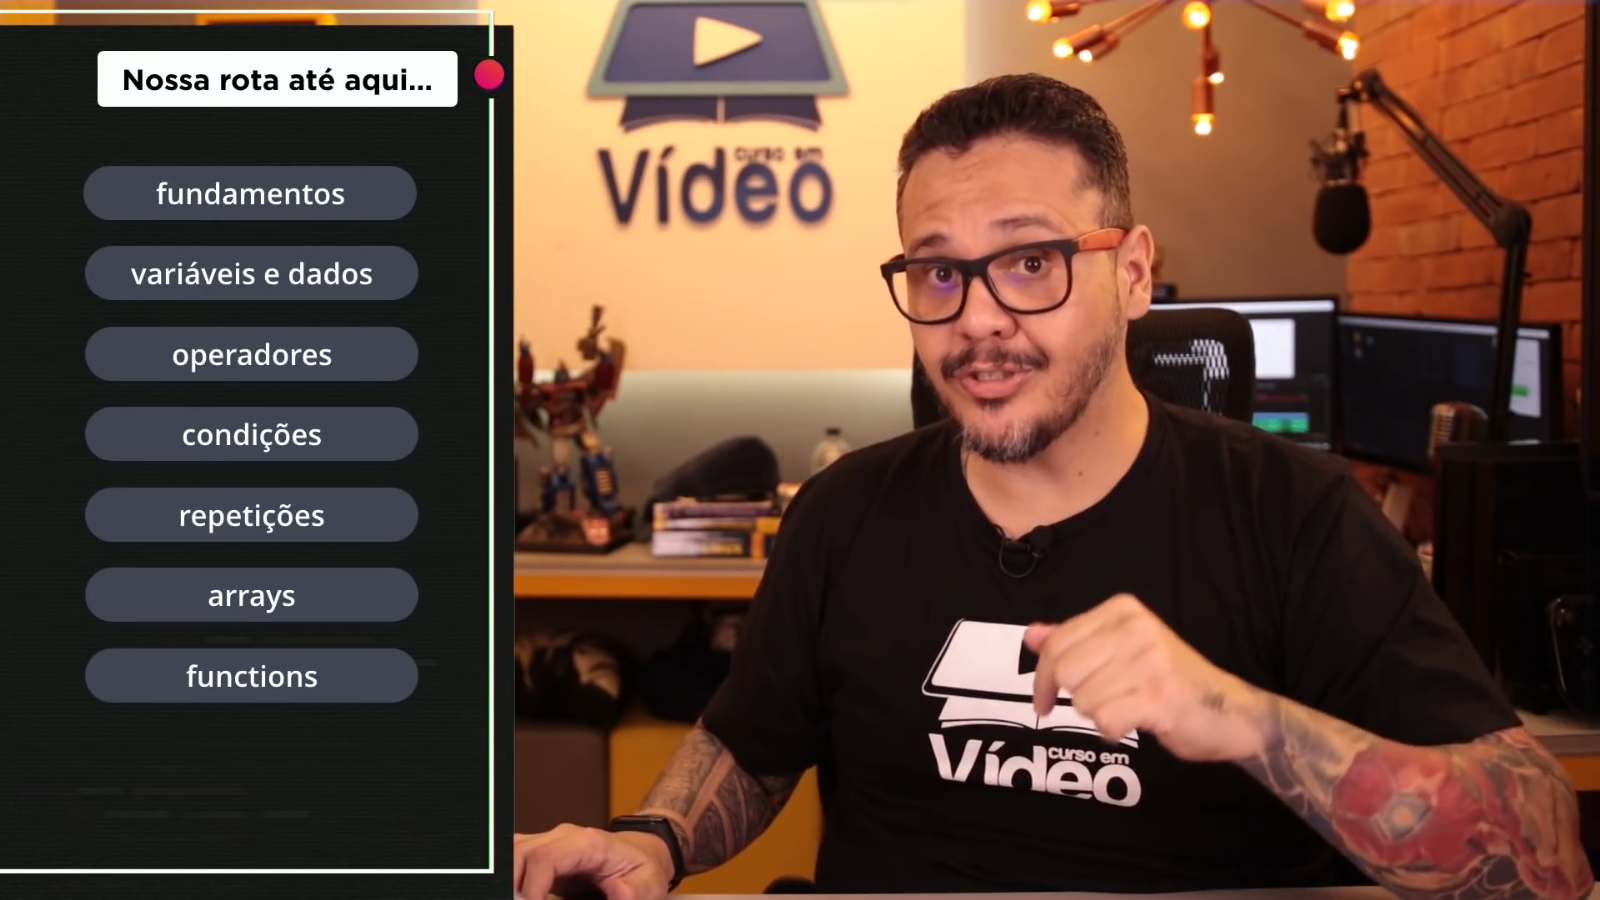 Nossa rota até aqui...
fundamentos
variáveis e dados
operadores
condições
repetições
arrays
functions
curso em
Vídeo
curso em
Vídeo